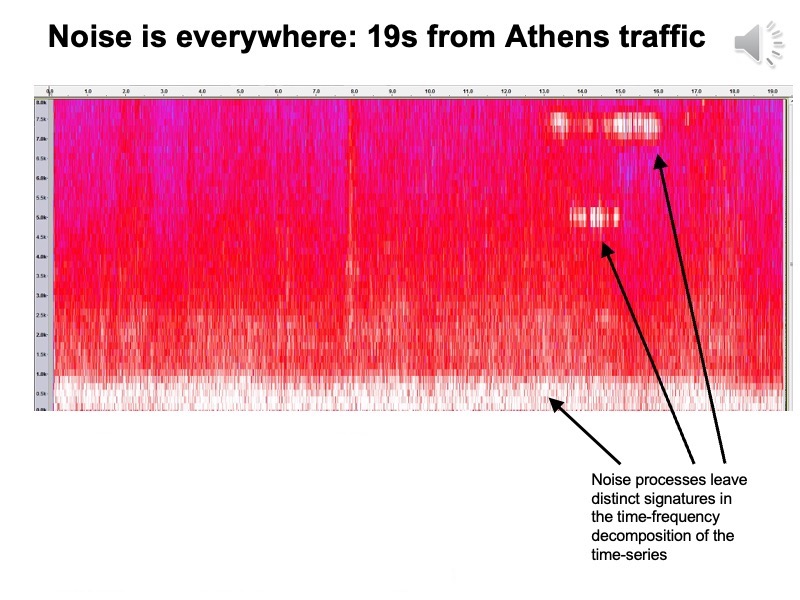 Noise is everywhere: 19s from Athens traffic
0,0 1,0 2,0 3,0 4,0 5,0 6,0 7,0 8,0 9,0 10,0 11,0 12,0 13,0 14,0 15,0 16,0 17,0 18,0 19,0
8.0k
7.5k
7.0k
6.5k
6.0k
5.5k
5.0k
4.5k
4.0k
3.5k
3.0k
2.5k
2.0k
1.5k
1.0k
0.5k
0.0k
Noise processes leave
distinct signatures in
the time-frequency
decomposition of the
time-series